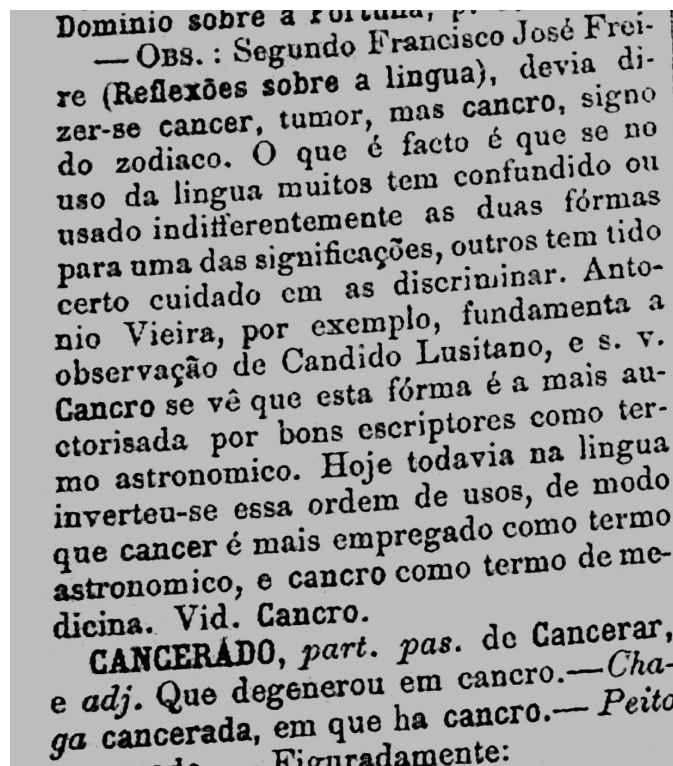 Dominio sobre a Fortuna, p.
— OBS. : Segundo Francisco José Frei-
re (Reflexões sobre a lingua), devia di-
zer-se cancer, tumor, mas cancro, signo
do zodiaco. O que é facto é que se no
uso da lingua muitos tem confundido ou
usado indifferentemente as duas fórmas
para uma das significações, outros tem tido
certo cuidado em as discriminar. Anto-
nio Vieira, por exemplo, fundamenta a
observação de Candido Lusitano, e s. v.
Cancro se vê que esta fórma é a mais au-
ctorisada por bons escriptores como ter-
mo astronomico. Hoje todavia na lingua
inverteu-se essa ordem de usos, de modo
que cancer é mais empregado como termo
astronomico, e cancro como termo de me-
dicina. Vid. Cancro.
CANCERÁDO, part. pas. de Cancerar,
e adj. Que degenerou em cancro.—Cha-
ga cancerada, em que ha cancro.— Peito
Figuradamente: